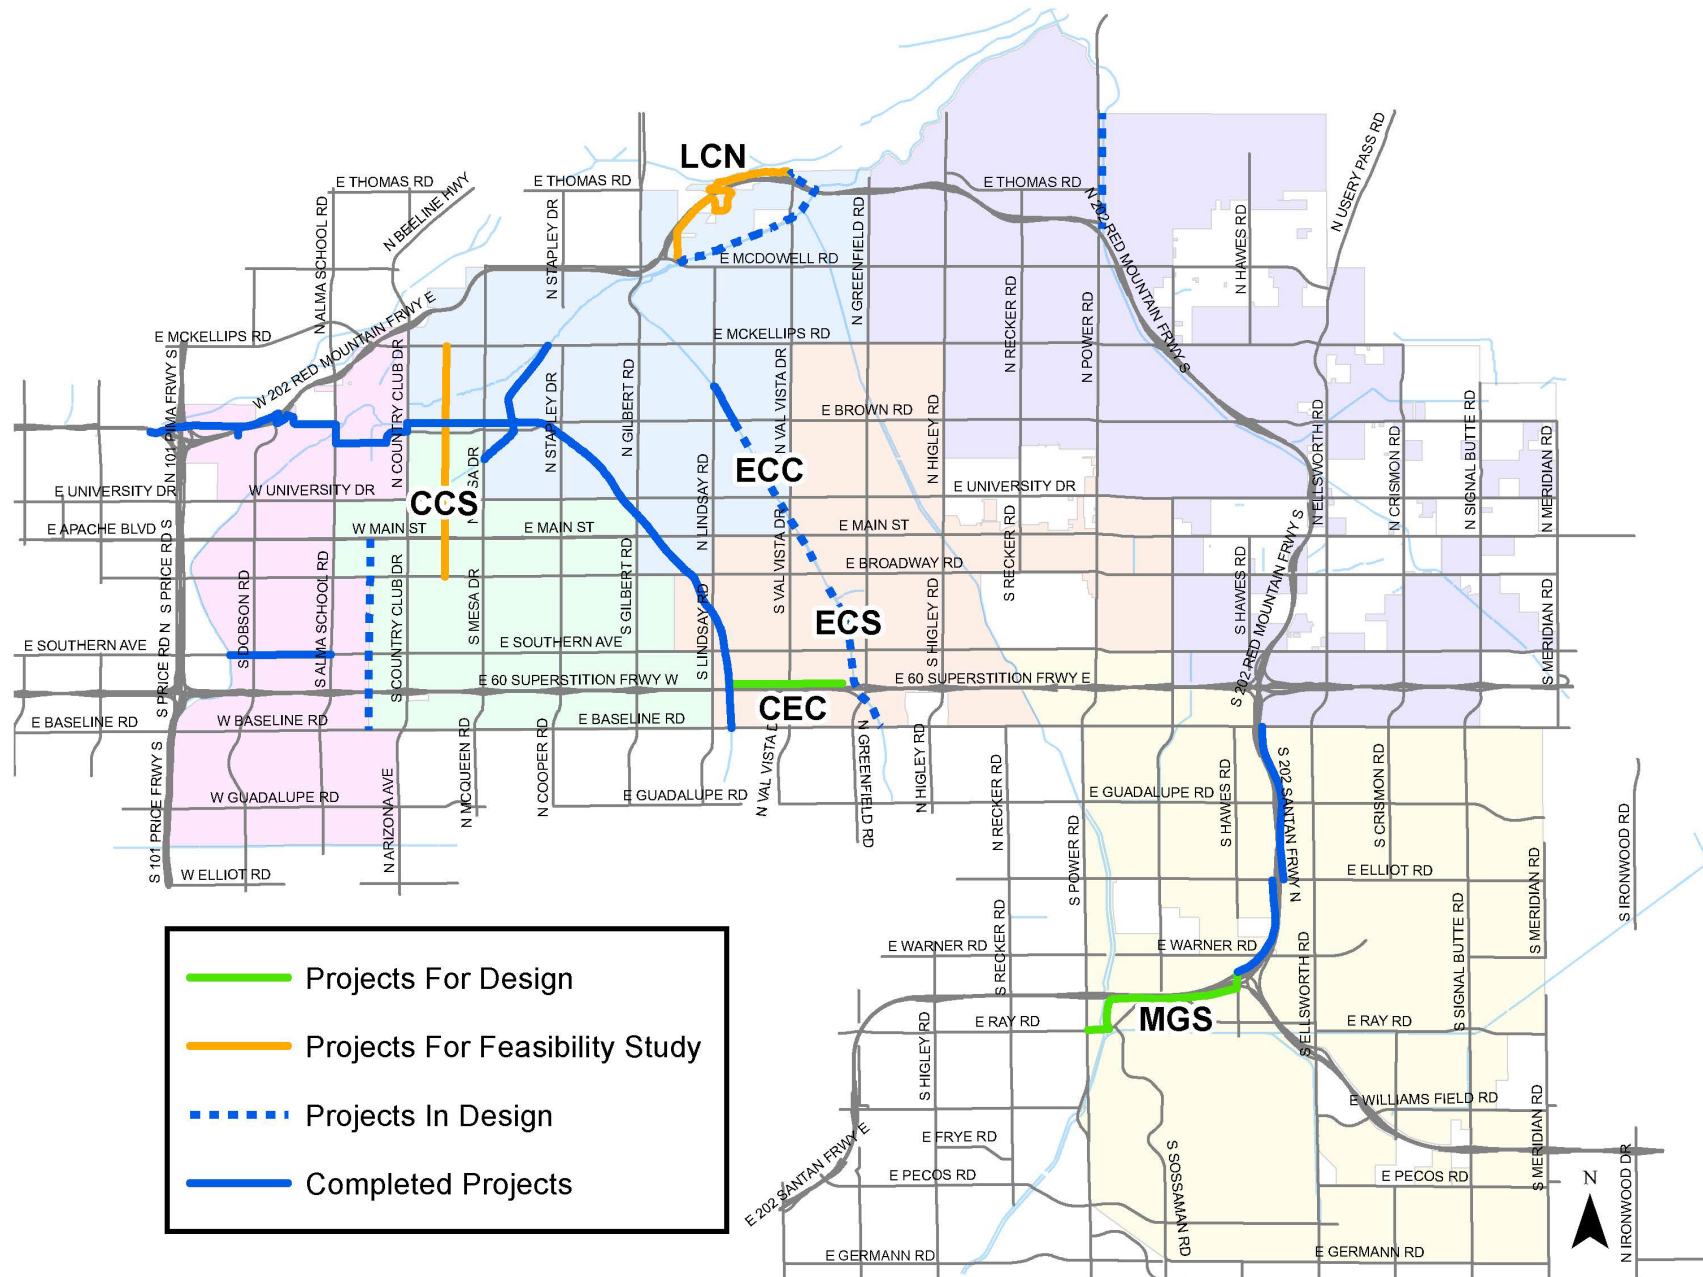 LCN
E THOMAS RD
N BEELINE HWY
E THOMAS RD
E THOMAS RD
N USERY PASS RD
N ALMA SCHOOL RD
N STAPLEY DR
N GREENFIELD RD
N 202 RED MOUNTAIN FRWY S
N HAWES RD
E MCDOWELL RD
N RECKER RD
N POWER RD
W 202 RED MOUNTAIN FRWY E
E MCKELLIPS RD
E MCKELLIPS RD
N 101 PIMA FRWY S
N COUNTRY CLUB DR
N STAPLEY DR
N GILBERT RD
N VAL VISTA DR
E BROWN RD
N HIGLEY RD
N ELLSWORTH RD
N CRISMON RD
N SIGNAL BUTTE RD
N MERIDIAN RD
ECC
E UNIVERSITY DR
W UNIVERSITY DR
CCS
N LINDSAY RD
E UNIVERSITY DR
E APACHE BLVD
W MAIN ST
E MAIN ST
E MAIN ST
S VAL VISTA DR
E BROADWAY RD
S RECKER RD
S PRICE RD N
S PRICE RD S
S DOBSON RD
S ALMA SCHOOL RD
S COUNTRY CLUB DR
S MESA DR
S GILBERT RD
S LINDSAY RD
ECS
S HIGLEY RD
S HAWES RD
S 202 RED MOUNTAIN FRWY S
S MERIDIAN RD
S MERIDIAN RD
E SOUTHERN AVE
E SOUTHERN AVE
E 60 SUPERSTITION FRWY W
E 60 SUPERSTITION FRWY E
CEC
E BASELINE RD
W BASELINE RD
E BASELINE RD
S 101 PRICE FRWY S
W GUADALUPE RD
N ARIZONA AVE
N MCQUEEN RD
N COOPER RD
E GUADALUPE RD
N GREENFIELD RD
N HIGLEY RD
N RECKER RD
S POWER RD
E GUADALUPE RD
S HAWES RD
S 202 SANTAN FRWY N
S CRISMON RD
S IRONWOOD RD
W ELLIOT RD
E ELLIOT RD
S MERIDIAN RD
S RECKER RD
E WARNER RD
E WARNER RD
S ELLSWORTH RD
S SIGNAL BUTTE RD
MGS
E RAY RD
E RAY RD
S HIGLEY RD
E WILLIAMS FIELD RD
E FRYE RD
E PECOS RD
E PECOS RD
S MERIDIAN RD
E 202 SANTAN FRWY E
S SOSSAMAN RD
N
N IRONWOOD DR
E GERMANN RD
E GERMANN RD
Projects For Design
Projects For Feasibility Study
Projects In Design
Completed Projects